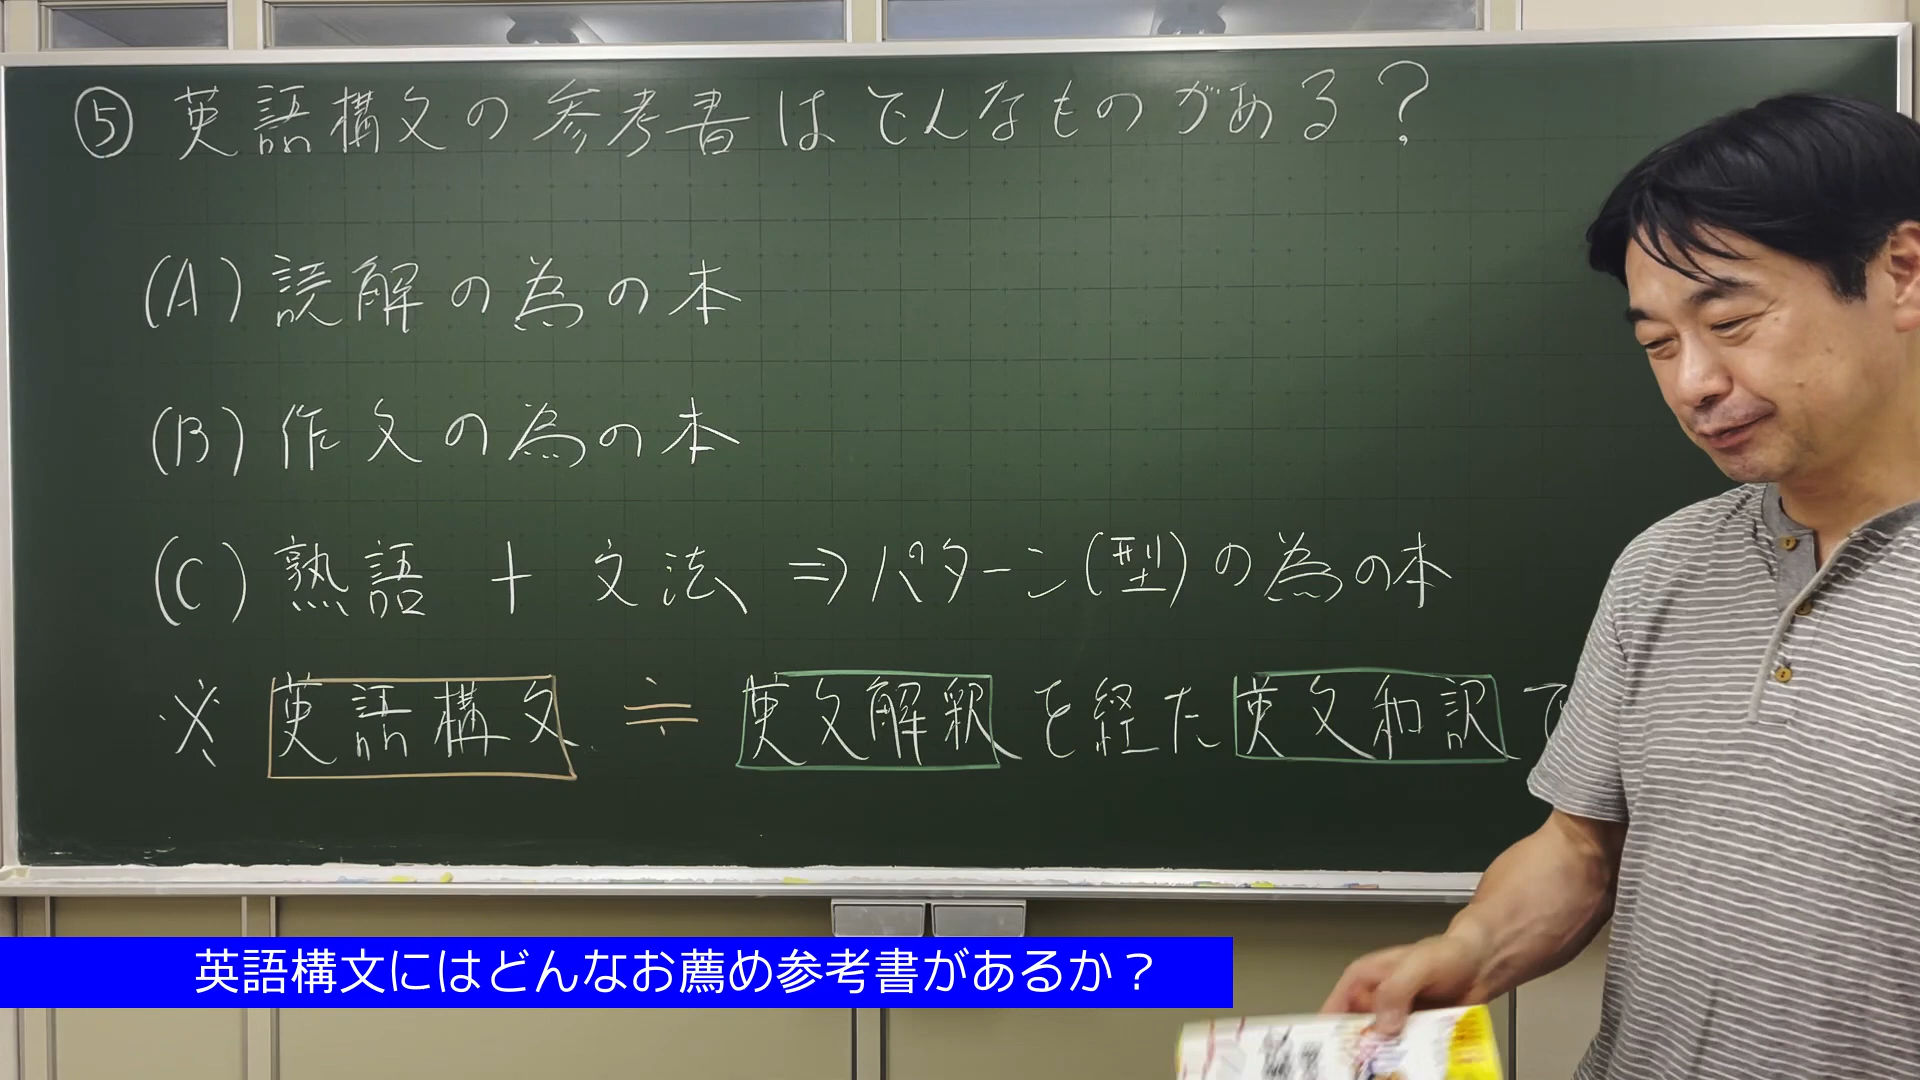 ⑤ 英語構文の参考書はどんなものがある？
(A) 読解の為の本
(B) 作文の為の本
(C) 熟語 + 文法 ⇒ パターン(型)の為の本
※ 英語構文 ≒ 英文解釈を経た英文和訳で
英語構文にはどんなお薦め参考書があるか？